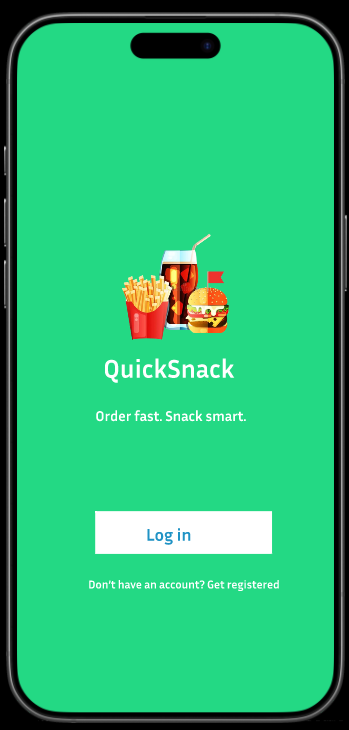 QuickSnack
Order fast. Snack smart.
Log in
Don't have an account? Get registered